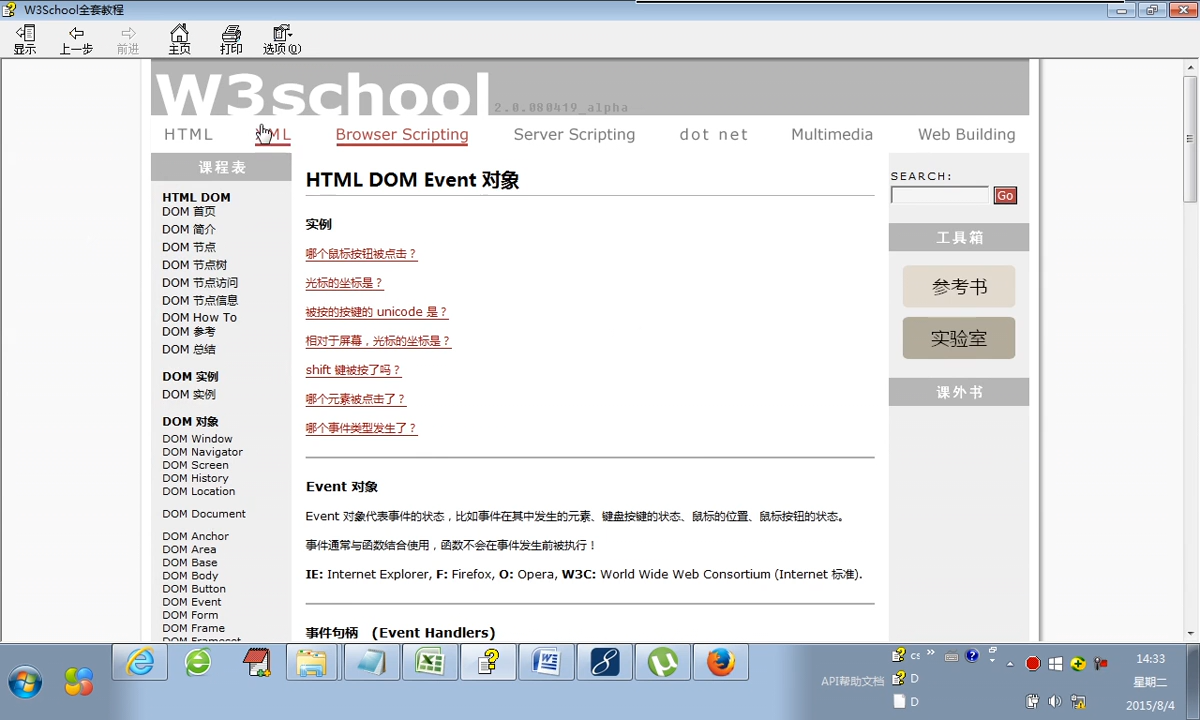 W3School全套教程
显示 上一步 前进 主页 打印 选项(O)
W3school 2.0.080419_alpha
HTML Browser Scripting Server Scripting dot net Multimedia Web Building
课程表
HTML DOM
DOM 首页
DOM 简介
DOM 节点
DOM 节点树
DOM 节点访问
DOM 节点信息
DOM How To
DOM 参考
DOM 总结
DOM 实例
DOM 实例
DOM 对象
DOM Window
DOM Navigator
DOM Screen
DOM History
DOM Location
DOM Document
DOM Anchor
DOM Area
DOM Base
DOM Body
DOM Button
DOM Event
DOM Form
DOM Frame
HTML DOM Event 对象
实例
哪个鼠标按钮被点击？
光标的坐标是？
被按的按键的 unicode 是？
相对于屏幕，光标的坐标是？
shift 键被按了吗？
哪个元素被点击了？
哪个事件类型发生了？
Event 对象
Event 对象代表事件的状态，比如事件在其中发生的元素、键盘按键的状态、鼠标的位置、鼠标按钮的状态。
事件通常与函数结合使用，函数不会在事件发生前被执行！
IE: Internet Explorer, F: Firefox, O: Opera, W3C: World Wide Web Consortium (Internet 标准).
事件句柄 (Event Handlers)
SEARCH:
Go
工具箱
参考书
实验室
课外书
API帮助文档
cs
D
D
14:33
星期二
2015/8/4